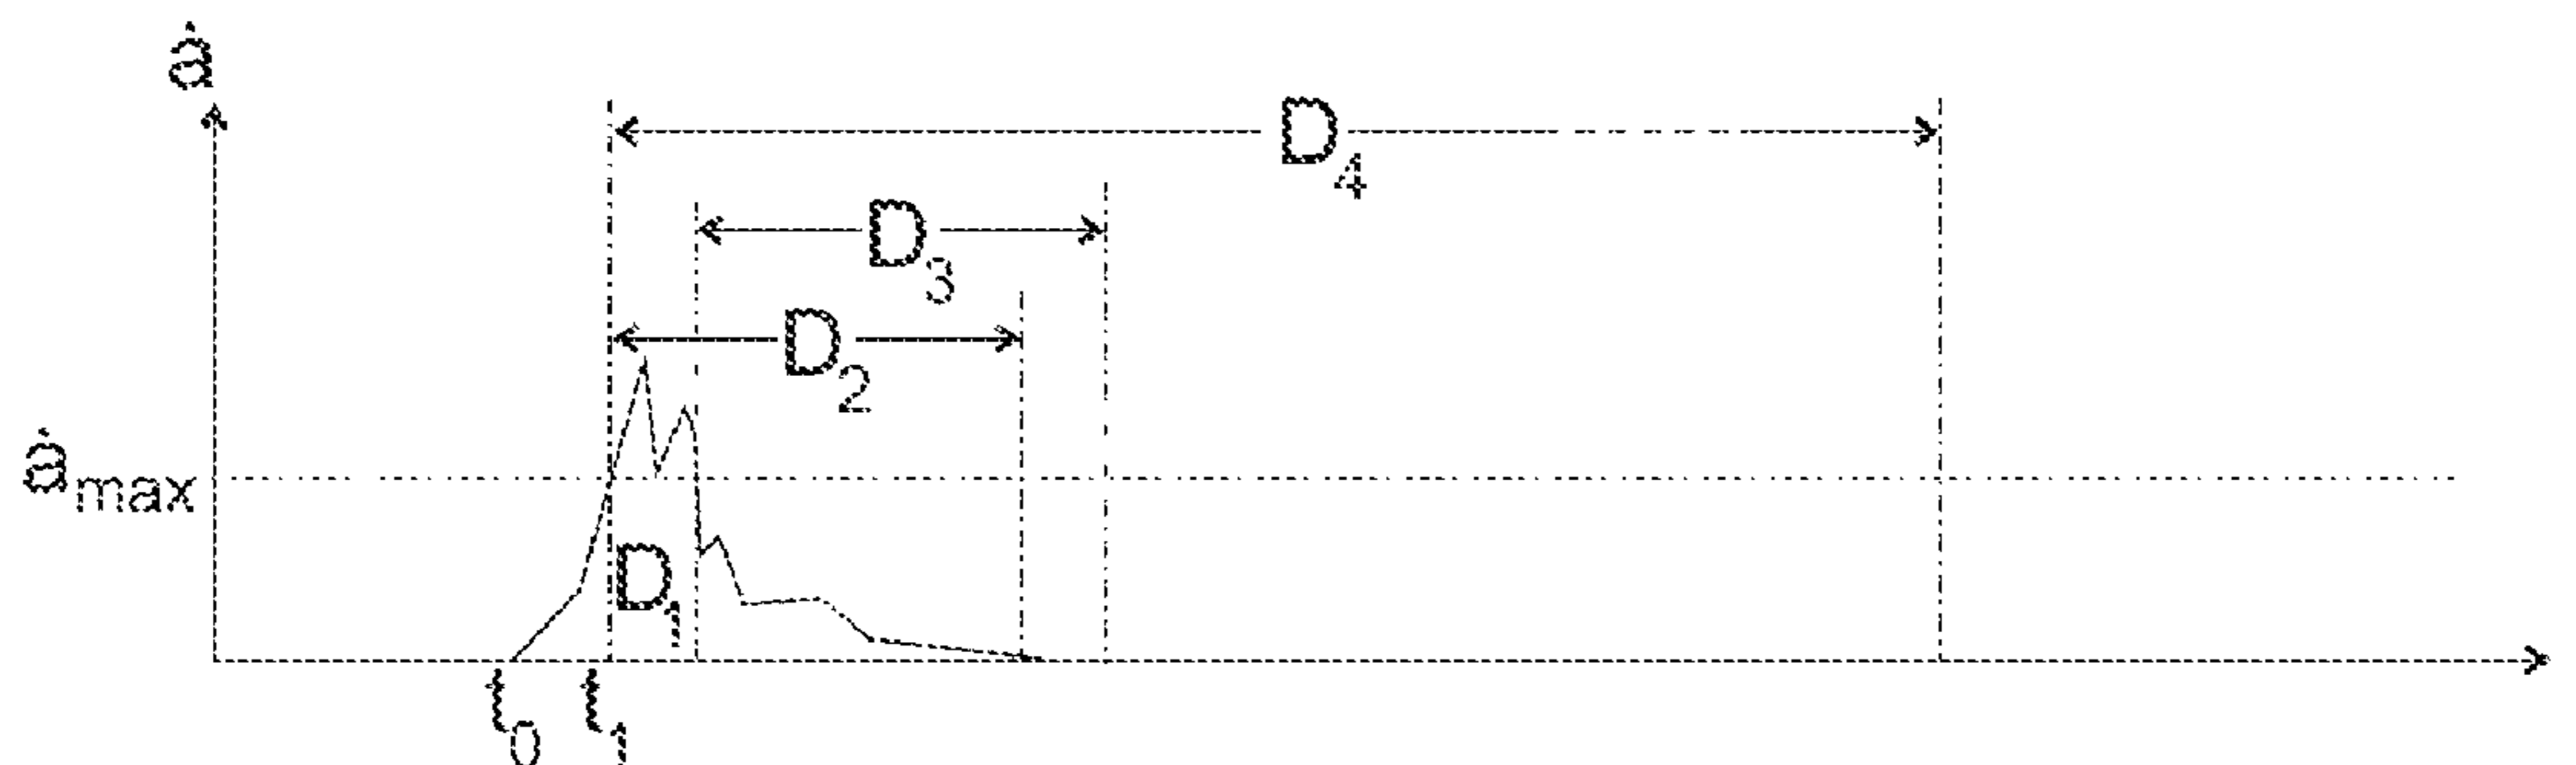 ȧ
D₄
D₃
D₂
ȧmax
D₁
t₀ t₁